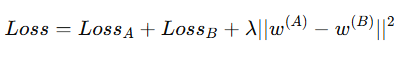 Loss = Loss_A + Loss_B + λ||w^(A) − w^(B)||^2